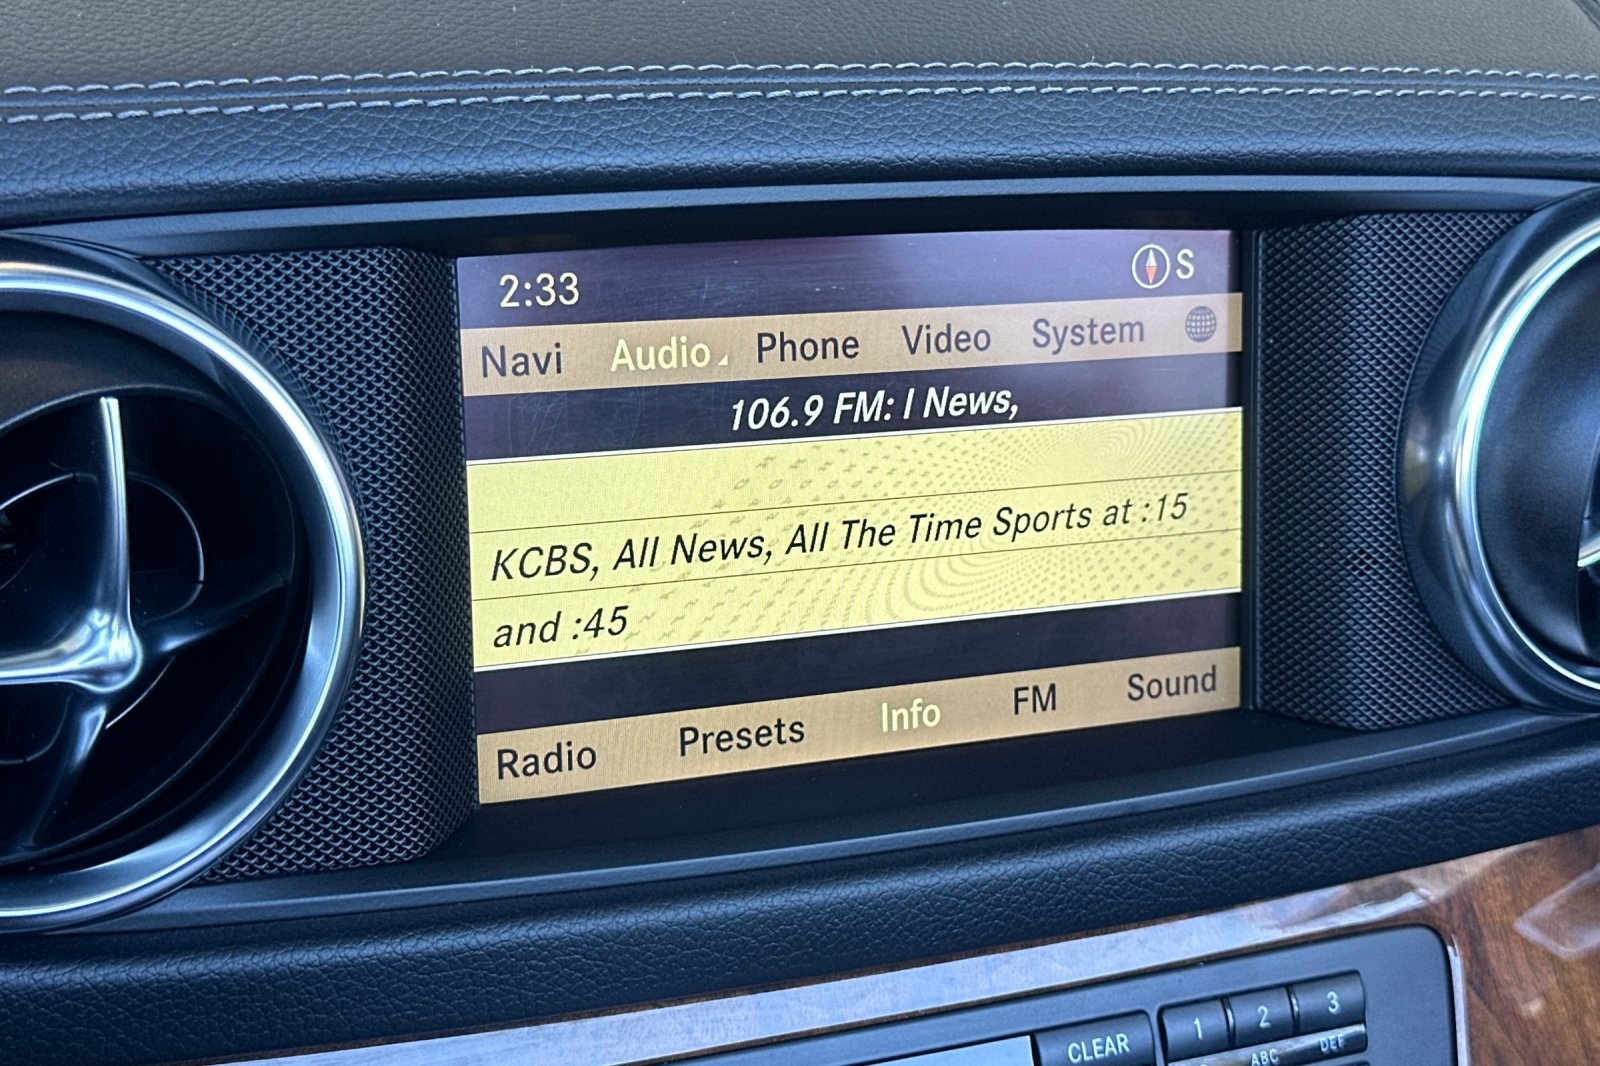 2:33 S
Navi Audio Phone Video System
106.9 FM: I News,
KCBS, All News, All The Time Sports at :15
and :45
Radio Presets Info FM Sound
CLEAR 1 2 3
ABC DEF